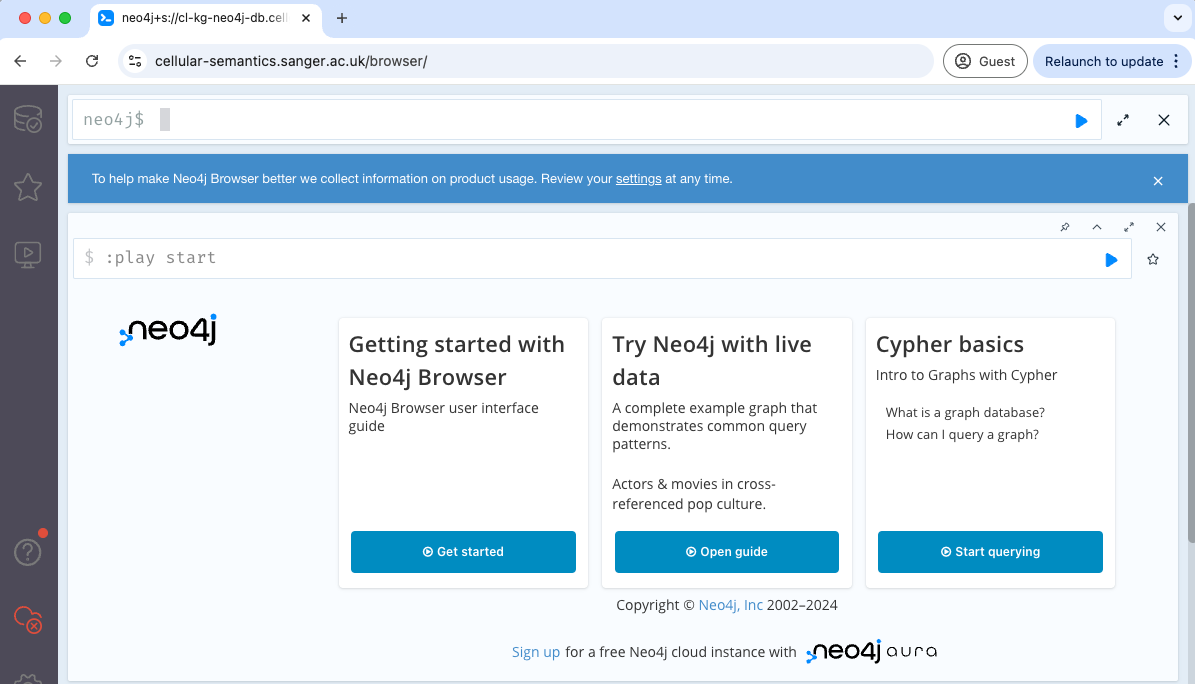 neo4j+s://cl-kg-neo4j-db.cell
cellular-semantics.sanger.ac.uk/browser/
Guest
Relaunch to update
neo4j$
To help make Neo4j Browser better we collect information on product usage. Review your settings at any time.
$ :play start
neo4j
Getting started with
Neo4j Browser
Neo4j Browser user interface
guide
Get started
Try Neo4j with live
data
A complete example graph that
demonstrates common query
patterns.
Actors & movies in cross-
referenced pop culture.
Open guide
Cypher basics
Intro to Graphs with Cypher
What is a graph database?
How can I query a graph?
Start querying
Copyright © Neo4j, Inc 2002–2024
Sign up for a free Neo4j cloud instance with neo4j aura